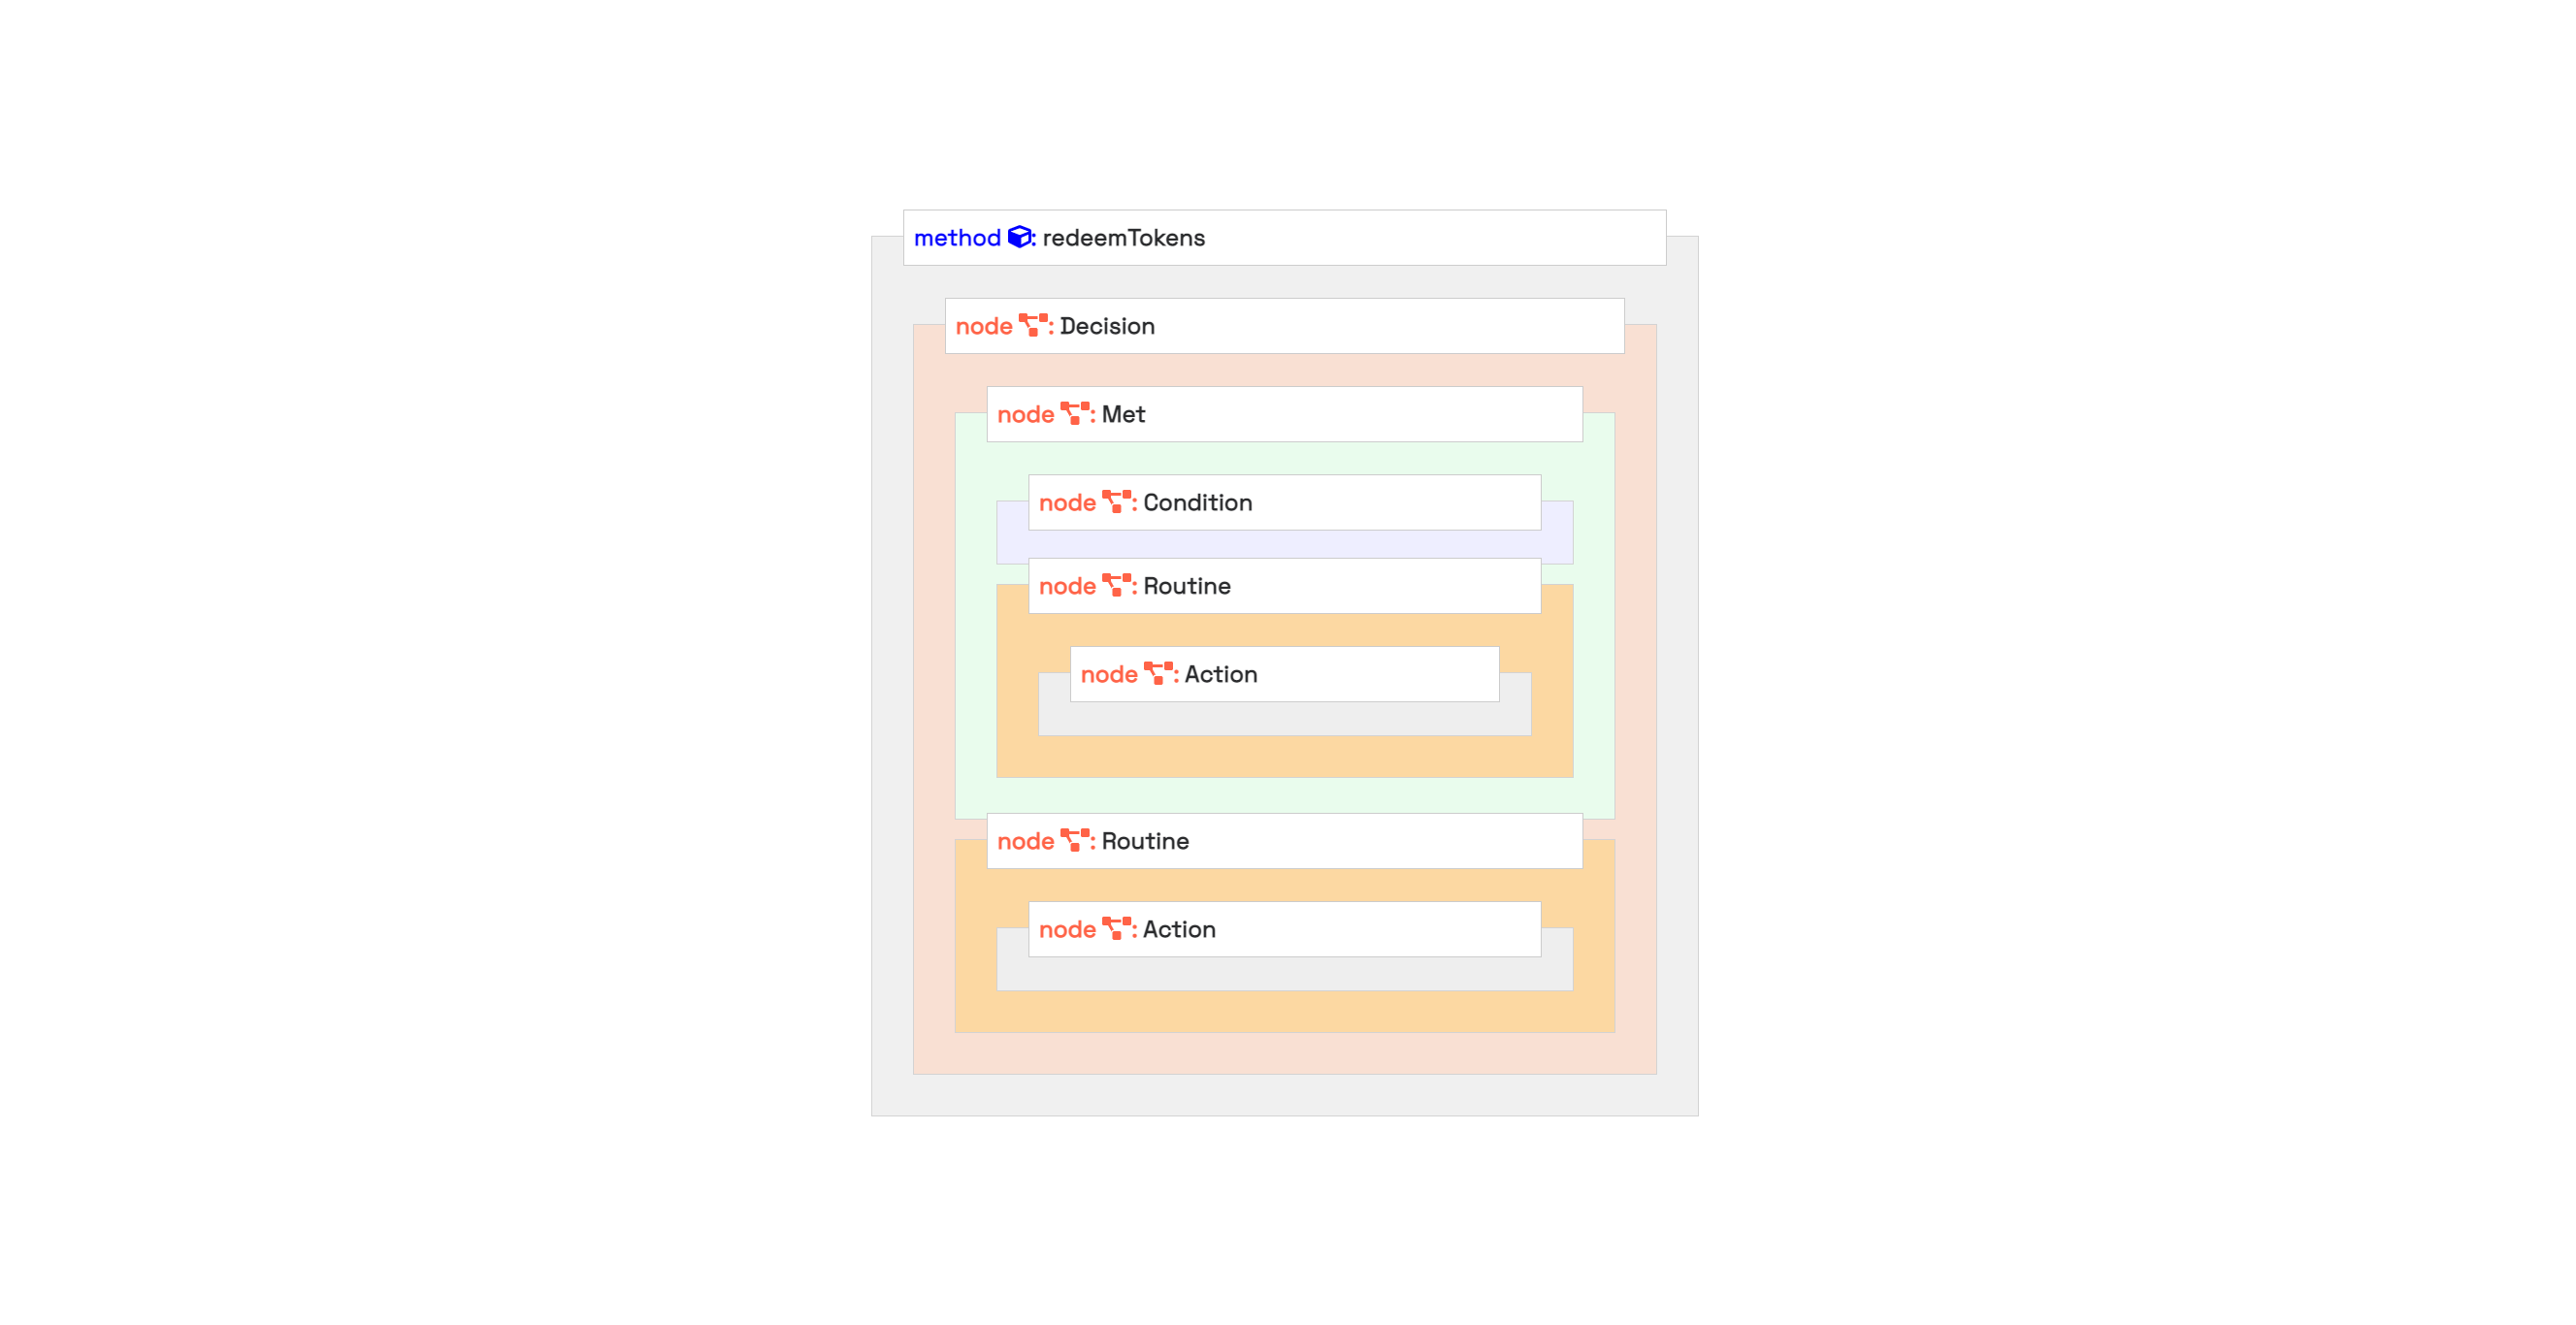 method : redeemTokens
node : Decision
node : Met
node : Condition
node : Routine
node : Action
node : Routine
node : Action